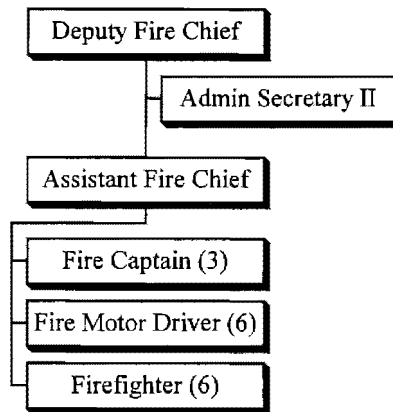 Deputy Fire Chief
Admin Secretary II
Assistant Fire Chief
Fire Captain (3)
Fire Motor Driver (6)
Firefighter (6)